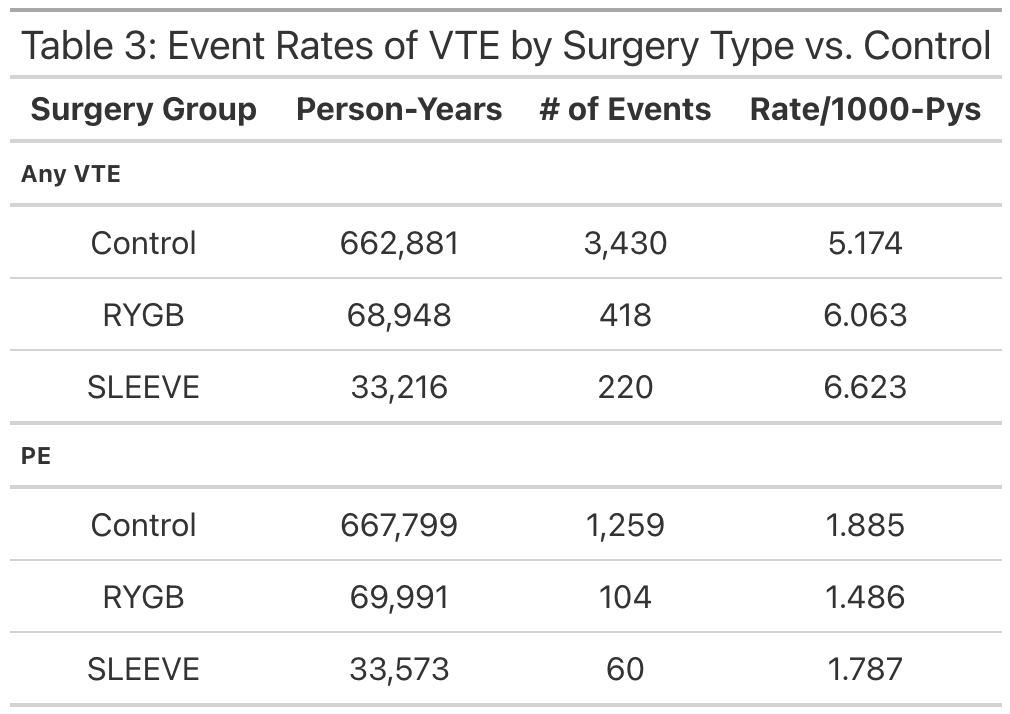 Table 3: Event Rates of VTE by Surgery Type vs. Control
Surgery Group Person-Years # of Events Rate/1000-Pys
Any VTE
Control 662,881 3,430 5.174
RYGB 68,948 418 6.063
SLEEVE 33,216 220 6.623
PE
Control 667,799 1,259 1.885
RYGB 69,991 104 1.486
SLEEVE 33,573 60 1.787